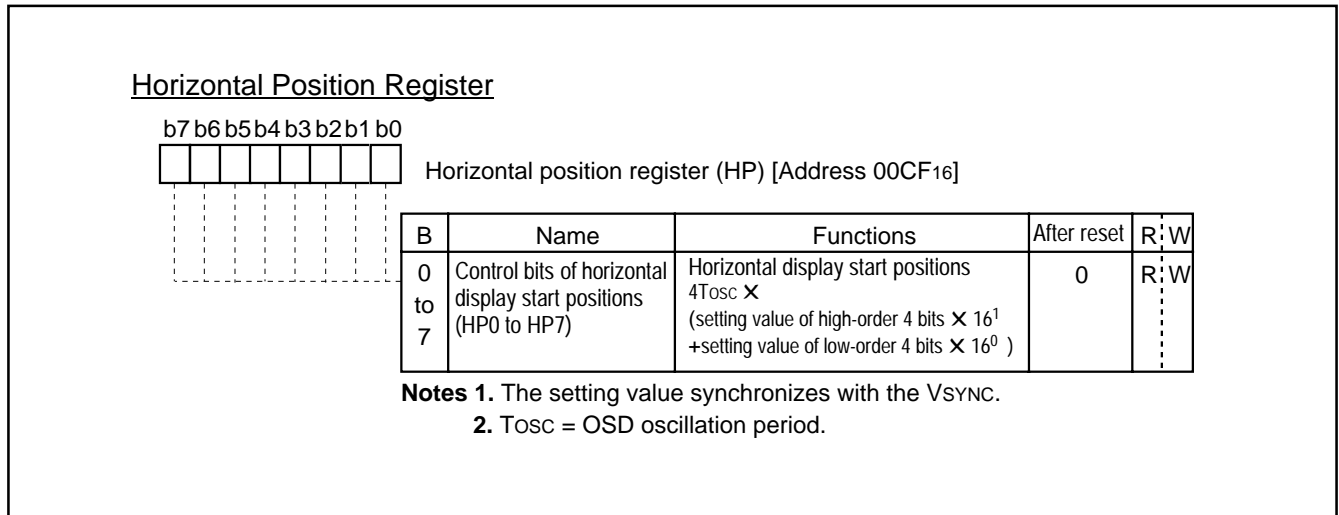 Horizontal Position Register
b7 b6 b5 b4 b3 b2 b1 b0
Horizontal position register (HP) [Address 00CF16]
B Name Functions After reset R W
0 to 7 Control bits of horizontal display start positions (HP0 to HP7) Horizontal display start positions 0 R W
4TOSC ✕
(setting value of high-order 4 bits ✕ 16¹
+setting value of low-order 4 bits ✕ 16⁰ )
Notes 1. The setting value synchronizes with the VSYNC.
2. TOSC = OSD oscillation period.